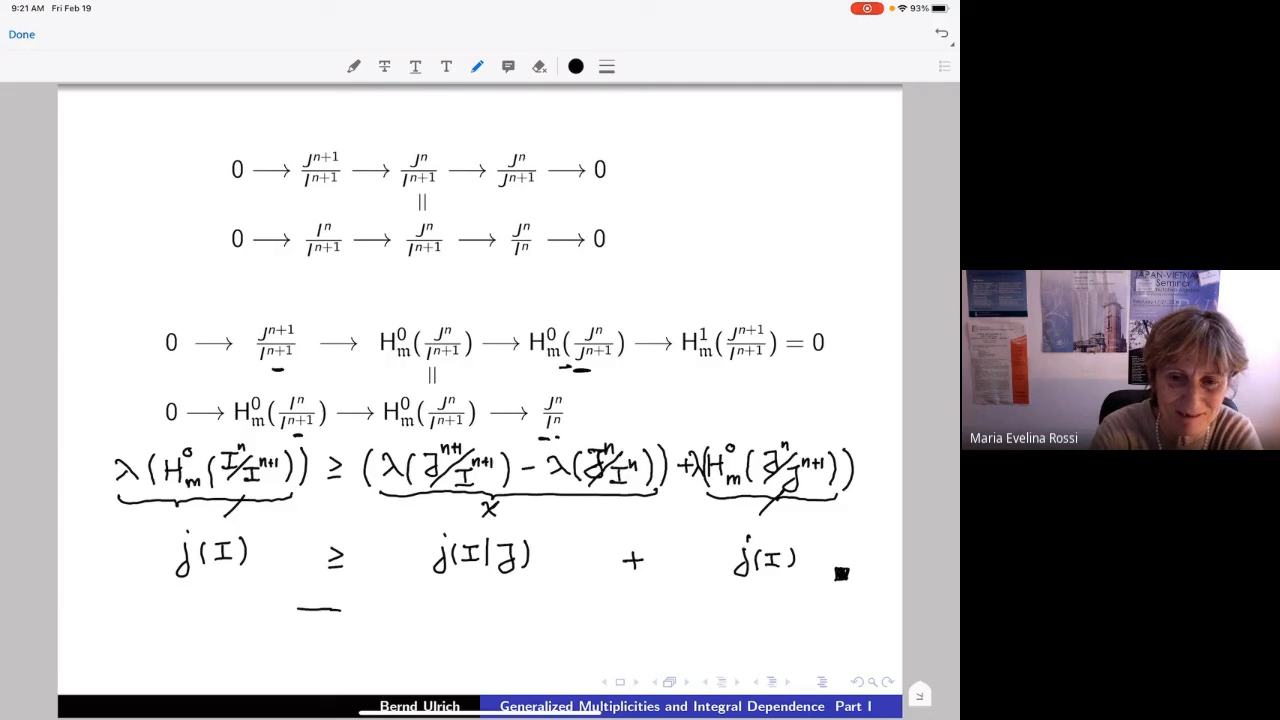 9:21 AM Fri Feb 19
93%
Done
0 ⟶ J^{n+1}/I^{n+1} ⟶ J^n/I^{n+1} ⟶ J^n/J^{n+1} ⟶ 0
||
0 ⟶ I^n/I^{n+1} ⟶ J^n/I^{n+1} ⟶ J^n/I^n ⟶ 0
0 ⟶ J^{n+1}/I^{n+1} ⟶ H^0_m(J^n/I^{n+1}) ⟶ H^0_m(J^n/J^{n+1}) ⟶ H^1_m(J^{n+1}/I^{n+1}) = 0
||
0 ⟶ H^0_m(I^n/I^{n+1}) ⟶ H^0_m(J^n/I^{n+1}) ⟶ J^n/I^n
λ(H^0_m(I^n/I^{n+1})) ≥ (λ(J^{n+1}/I^{n+1}) − λ(J^n/I^n)) + λ(H^0_m(J^n/J^{n+1}))
j(I) ≥ j(I|J) + j(I) ■
JAPAN-VIETNAM
Maria Evelina Rossi
Bernd Ulrich Generalized Multiplicities and Integral Dependence Part I